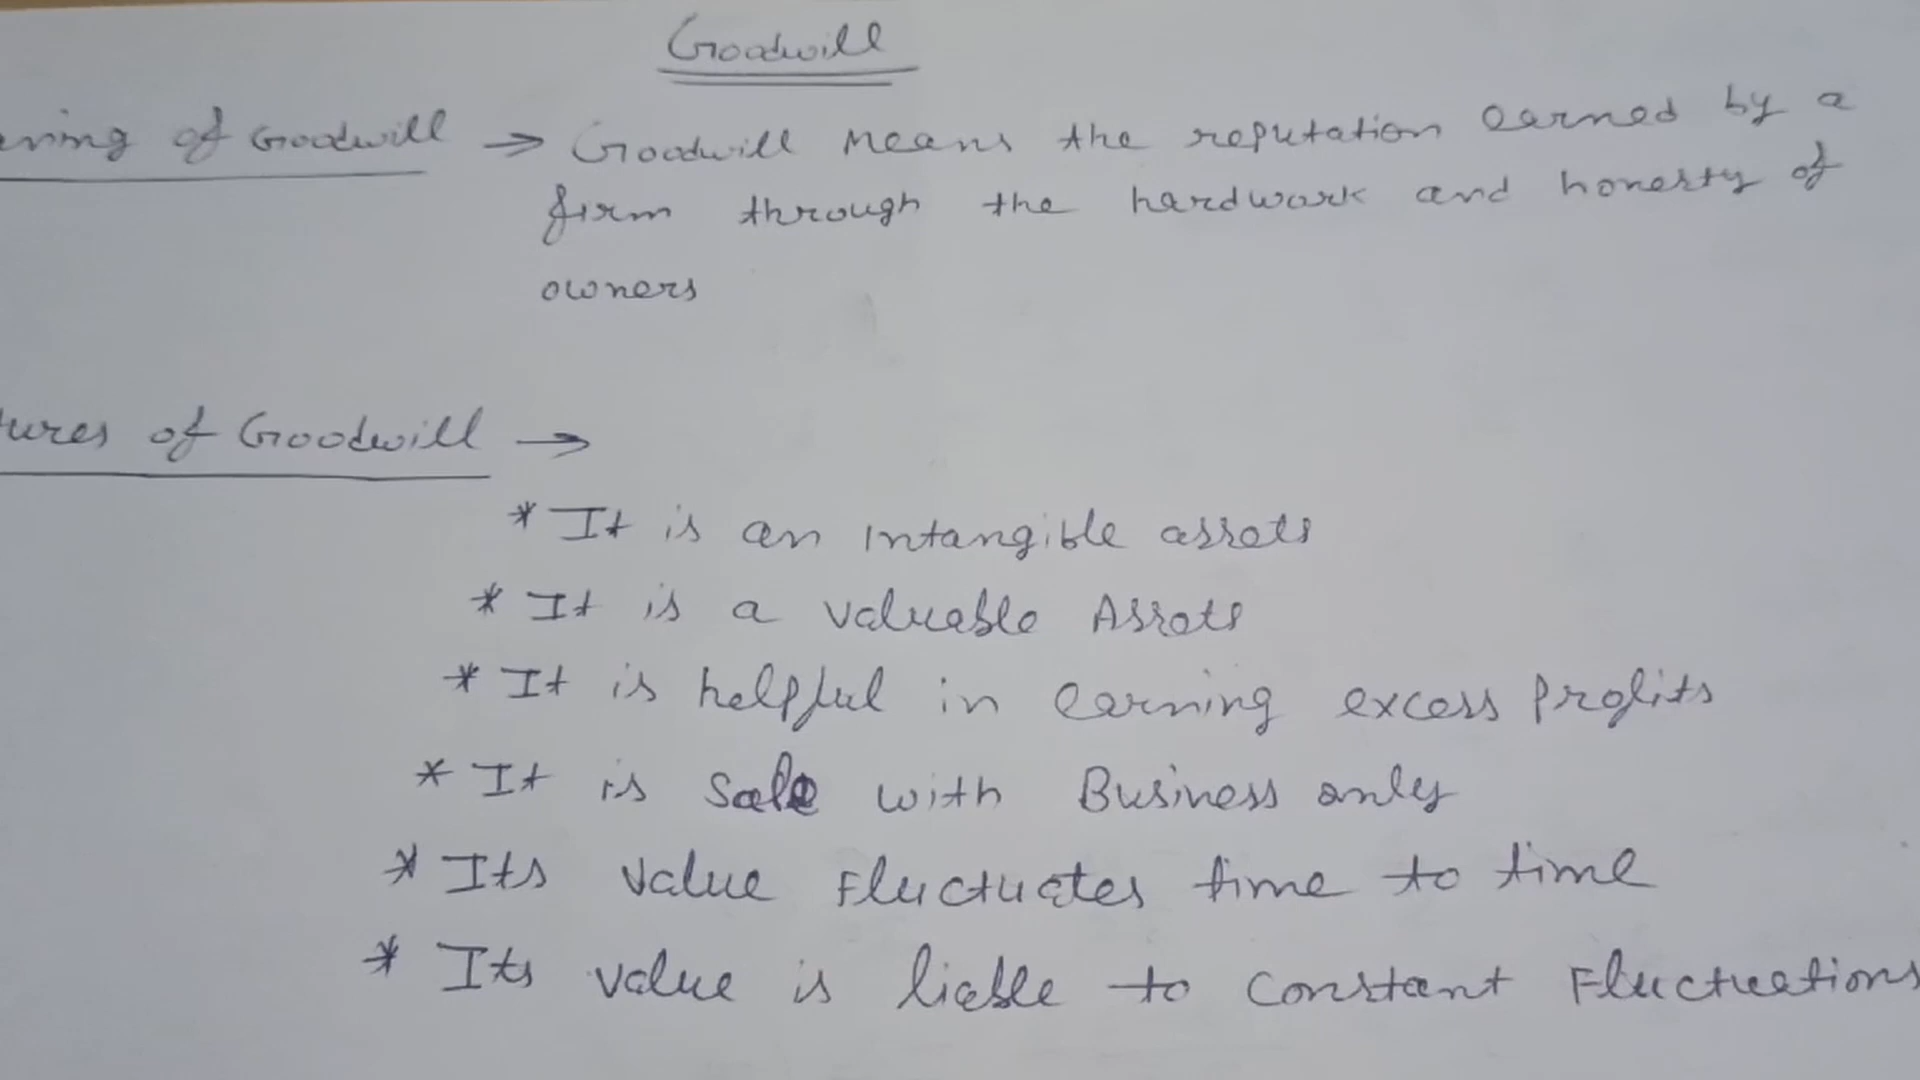 Goodwill
ning of Goodwill → Goodwill Means the reputation earned by a
firm through the hardwork and honesty of
owners
ures of Goodwill →
* It is an Intangible assets
* It is a Valuable Assets
* It is helpful in earning excess Profits
* It is Sale with Business only
* Its Value Fluctuates time to time
* Its value is liable to Constant Fluctuations